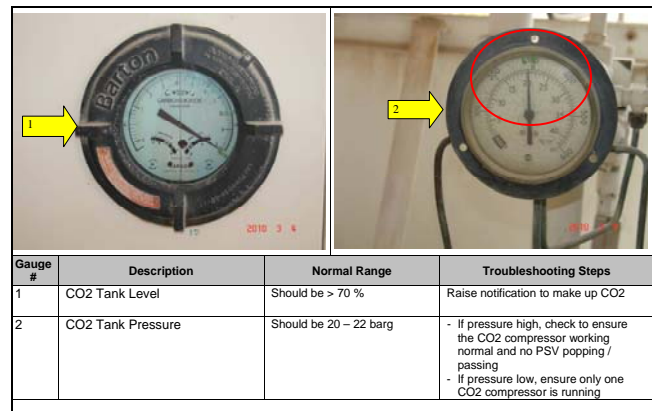 Barton
1
2
2010 3 4
2010 3
Gauge # Description Normal Range Troubleshooting Steps
1 CO2 Tank Level Should be > 70 % Raise notification to make up CO2
2 CO2 Tank Pressure Should be 20 – 22 barg - If pressure high, check to ensure
the CO2 compressor working
normal and no PSV popping /
passing
- If pressure low, ensure only one
CO2 compressor is running